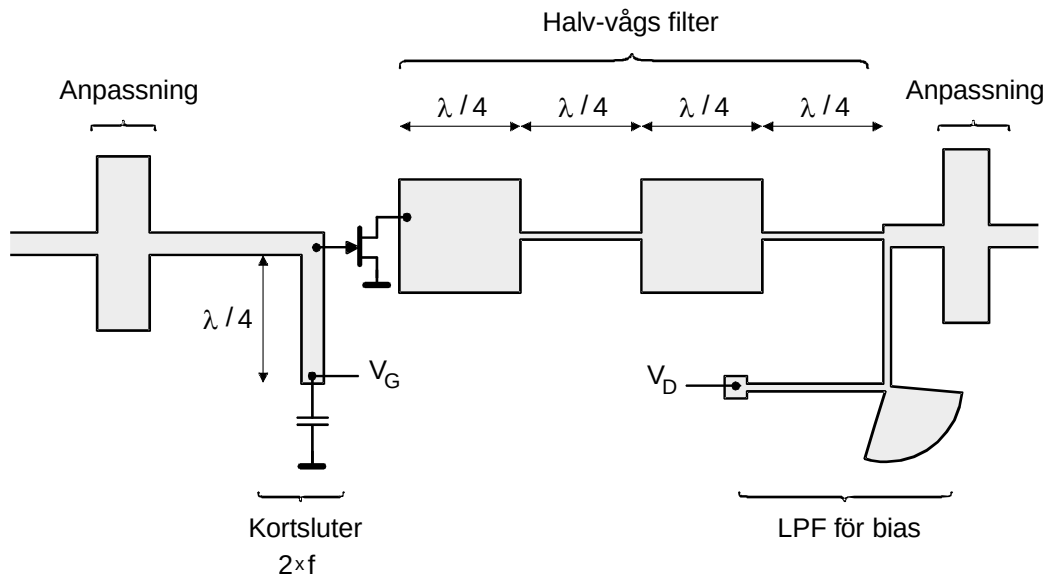 Halv-vågs filter
Anpassning
Anpassning
λ / 4
λ / 4
λ / 4
λ / 4
λ / 4
V_G
V_D
Kortsluter
2×f
LPF för bias